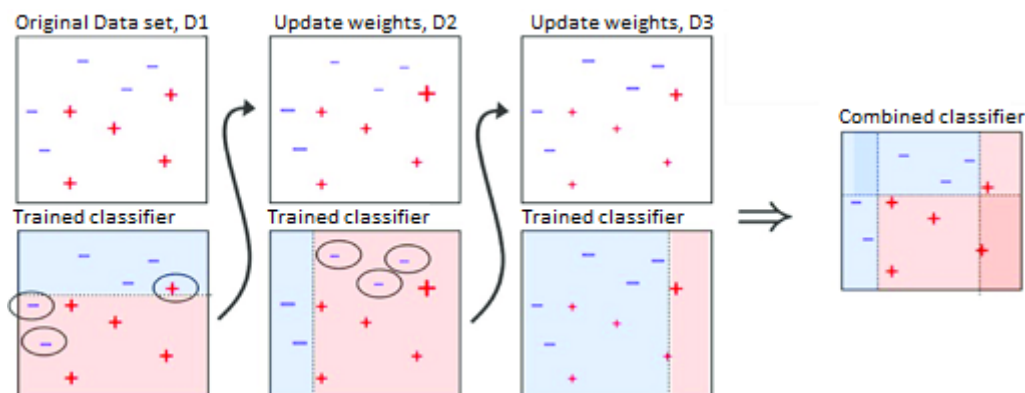 Original Data set, D1
Update weights, D2
Update weights, D3
Combined classifier
Trained classifier
Trained classifier
Trained classifier